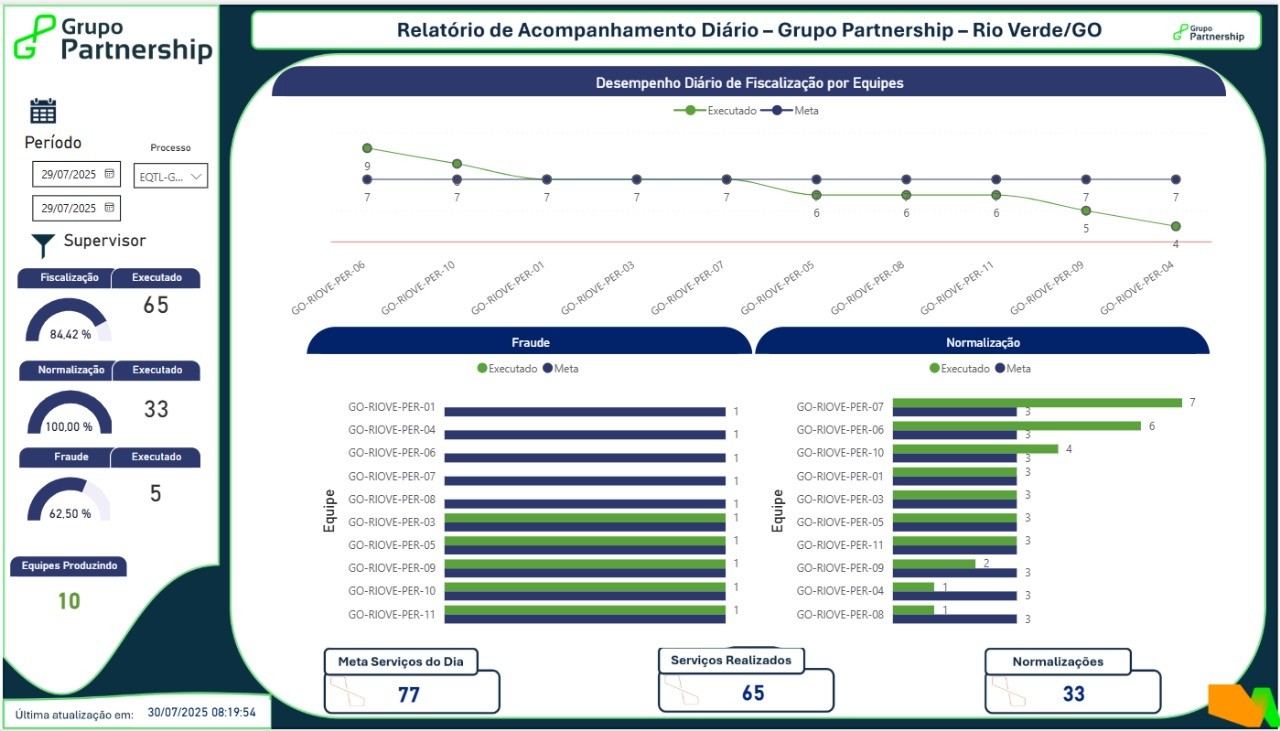 Grupo
Partnership
Relatório de Acompanhamento Diário – Grupo Partnership – Rio Verde/GO
Grupo
Partnership
Período
Processo
29/07/2025
EQTL-G...
29/07/2025
Supervisor
Fiscalização
Executado
84,42 %
65
Normalização
Executado
100,00 %
33
Fraude
Executado
62,50 %
5
Equipes Produzindo
10
Última atualização em: 30/07/2025 08:19:54
Desempenho Diário de Fiscalização por Equipes
Executado Meta
9
7 7 7 7 7 7 7 7 7 7
6 6 6 5 4
GO-RIOVE-PER-06
GO-RIOVE-PER-10
GO-RIOVE-PER-01
GO-RIOVE-PER-03
GO-RIOVE-PER-07
GO-RIOVE-PER-05
GO-RIOVE-PER-08
GO-RIOVE-PER-11
GO-RIOVE-PER-09
GO-RIOVE-PER-04
Fraude
Executado Meta
Equipe
GO-RIOVE-PER-01 1
GO-RIOVE-PER-04 1
GO-RIOVE-PER-06 1
GO-RIOVE-PER-07 1
GO-RIOVE-PER-08 1
GO-RIOVE-PER-03 1
GO-RIOVE-PER-05 1
GO-RIOVE-PER-09 1
GO-RIOVE-PER-10 1
GO-RIOVE-PER-11 1
Normalização
Executado Meta
Equipe
GO-RIOVE-PER-07 7 3
GO-RIOVE-PER-06 6 3
GO-RIOVE-PER-10 4 3
GO-RIOVE-PER-01 3
GO-RIOVE-PER-03 3
GO-RIOVE-PER-05 3
GO-RIOVE-PER-11 3
GO-RIOVE-PER-09 2 3
GO-RIOVE-PER-04 1 3
GO-RIOVE-PER-08 1 3
Meta Serviços do Dia
77
Serviços Realizados
65
Normalizações
33